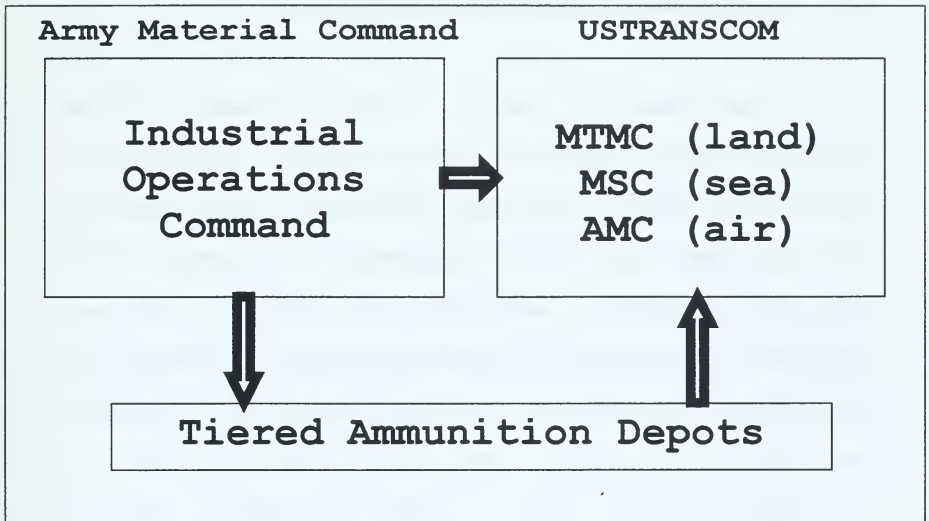 Army Material Command
USTRANSCOM
Industrial
Operations
Command
MTMC (land)
MSC (sea)
AMC (air)
Tiered Ammunition Depots